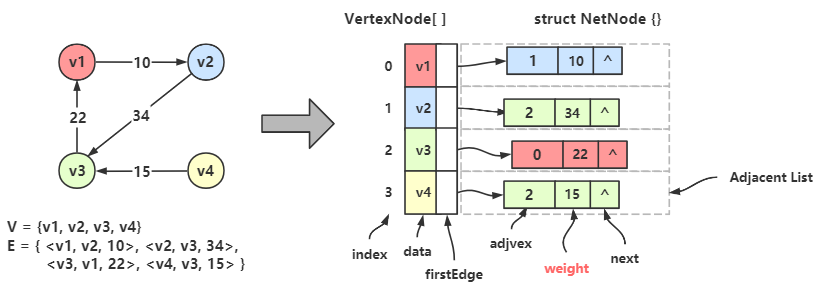 VertexNode[ ]
struct NetNode {}
v1
10
v2
22
34
v3
15
v4
0
v1
1
10
^
1
v2
2
34
^
2
v3
0
22
^
3
v4
2
15
^
Adjacent List
index
data
firstEdge
adjvex
weight
next
V = {v1, v2, v3, v4}
E = { <v1, v2, 10>, <v2, v3, 34>,
<v3, v1, 22>, <v4, v3, 15> }